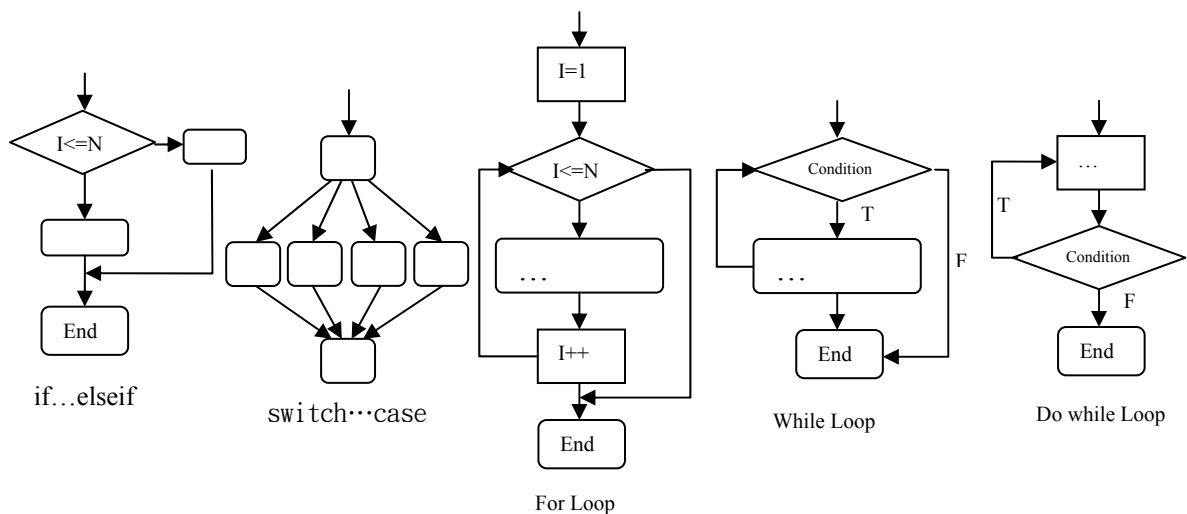 I<=N
End
if…elseif
switch…case
I=1
I<=N
…
I++
End
For Loop
Condition
T
F
…
End
While Loop
…
T
Condition
F
End
Do while Loop